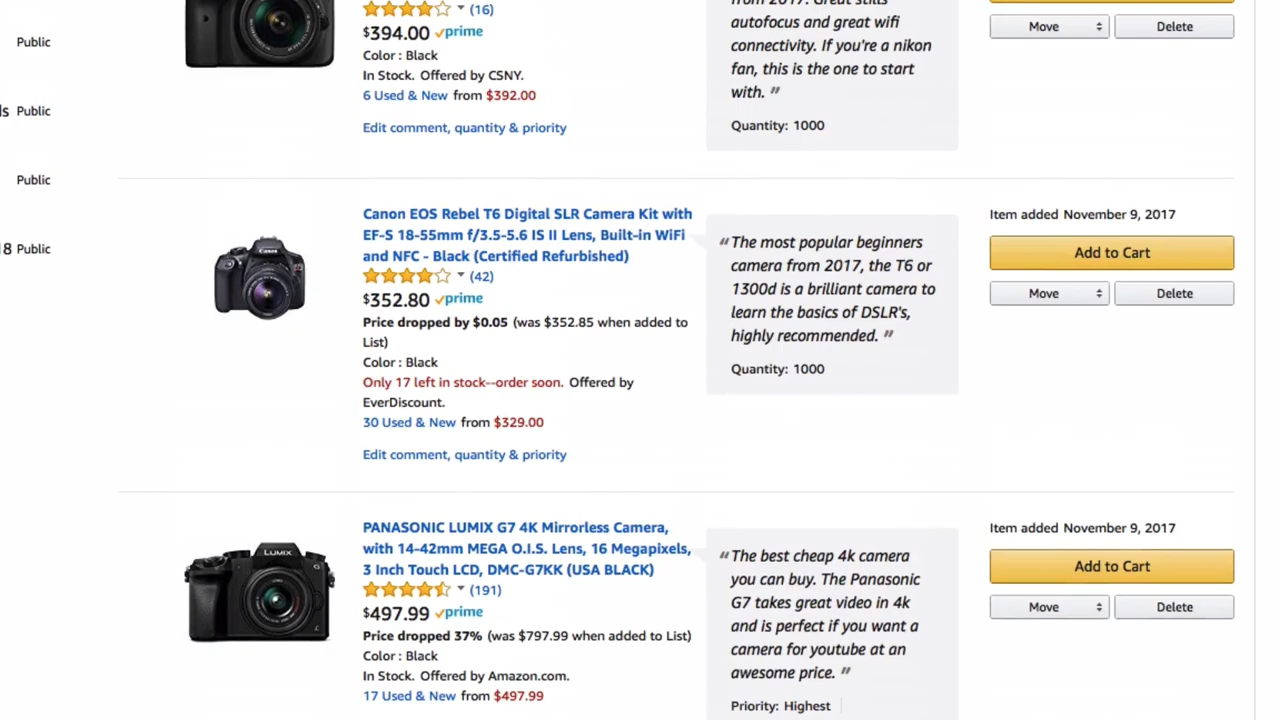 (16)
from 2017. Great stills
$394.00 prime
autofocus and great wifi
Move
Delete
Public
Color : Black
connectivity. If you're a nikon
In Stock. Offered by CSNY.
fan, this is the one to start
6 Used & New from $392.00
with. "
ls Public
Edit comment, quantity & priority
Quantity: 1000
Public
Canon EOS Rebel T6 Digital SLR Camera Kit with
EF-S 18-55mm f/3.5-5.6 IS II Lens, Built-in WiFi
and NFC - Black (Certified Refurbished)
(42)
$352.80 prime
Price dropped by $0.05 (was $352.85 when added to
List)
Color : Black
Only 17 left in stock--order soon. Offered by
EverDiscount.
30 Used & New from $329.00
Edit comment, quantity & priority
"The most popular beginners
camera from 2017, the T6 or
1300d is a brilliant camera to
learn the basics of DSLR's,
highly recommended. "
Quantity: 1000
Item added November 9, 2017
Add to Cart
Move
Delete
18 Public
Canon
PANASONIC LUMIX G7 4K Mirrorless Camera,
with 14-42mm MEGA O.I.S. Lens, 16 Megapixels,
3 Inch Touch LCD, DMC-G7KK (USA BLACK)
(191)
$497.99 prime
Price dropped 37% (was $797.99 when added to List)
Color : Black
In Stock. Offered by Amazon.com.
17 Used & New from $497.99
"The best cheap 4k camera
you can buy. The Panasonic
G7 takes great video in 4k
and is perfect if you want a
camera for youtube at an
awesome price. "
Priority: Highest
Item added November 9, 2017
Add to Cart
Move
Delete
LUMIX